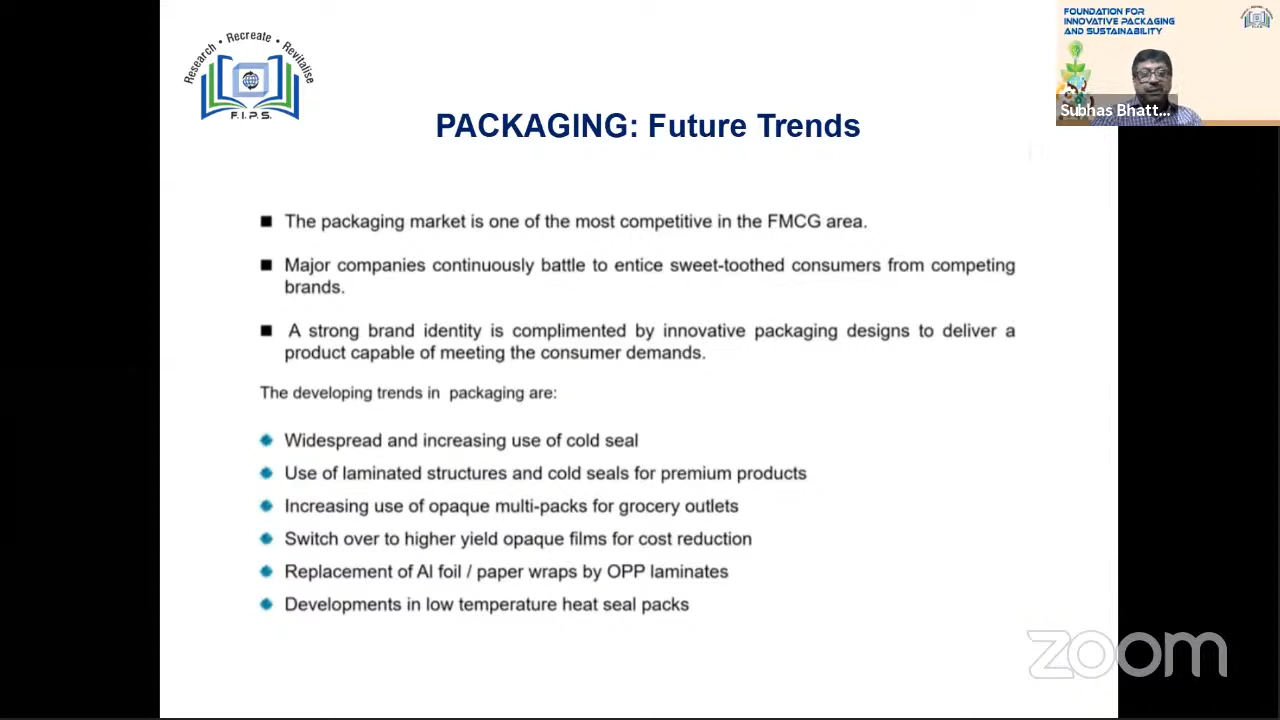 Research • Recreate • Revitalise
F.I.P.S.
FOUNDATION FOR
INNOVATIVE PACKAGING
AND SUSTAINABILITY
Subhas Bhatt...
PACKAGING: Future Trends
The packaging market is one of the most competitive in the FMCG area.
Major companies continuously battle to entice sweet-toothed consumers from competing
brands.
A strong brand identity is complimented by innovative packaging designs to deliver a
product capable of meeting the consumer demands.
The developing trends in packaging are:
Widespread and increasing use of cold seal
Use of laminated structures and cold seals for premium products
Increasing use of opaque multi-packs for grocery outlets
Switch over to higher yield opaque films for cost reduction
Replacement of Al foil / paper wraps by OPP laminates
Developments in low temperature heat seal packs
zoom